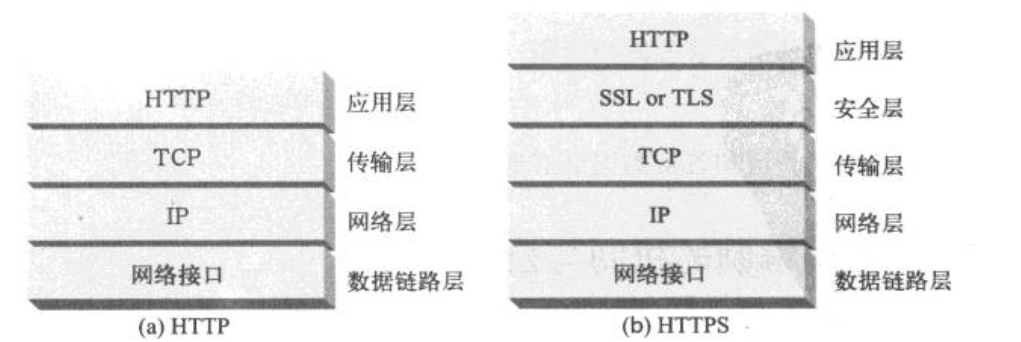 HTTP 应用层
TCP 传输层
IP 网络层
网络接口 数据链路层
(a) HTTP
HTTP 应用层
SSL or TLS 安全层
TCP 传输层
IP 网络层
网络接口 数据链路层
(b) HTTPS